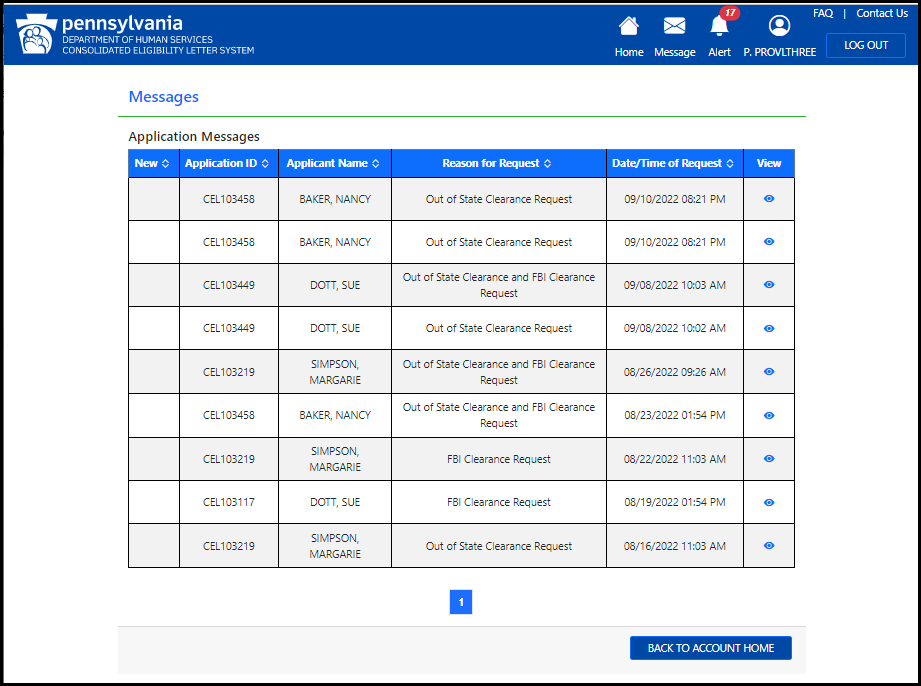 pennsylvania
DEPARTMENT OF HUMAN SERVICES
CONSOLIDATED ELIGIBILITY LETTER SYSTEM
Home
Message
17
Alert
P. PROVLTHREE
FAQ | Contact Us
LOG OUT
Messages
Application Messages
New Application ID Applicant Name Reason for Request Date/Time of Request View
CEL103458 BAKER, NANCY Out of State Clearance Request 09/10/2022 08:21 PM
CEL103458 BAKER, NANCY Out of State Clearance Request 09/10/2022 08:21 PM
CEL103449 DOTT, SUE Out of State Clearance and FBI Clearance Request 09/08/2022 10:03 AM
CEL103449 DOTT, SUE Out of State Clearance Request 09/08/2022 10:02 AM
CEL103219 SIMPSON, MARGARIE Out of State Clearance and FBI Clearance Request 08/26/2022 09:26 AM
CEL103458 BAKER, NANCY Out of State Clearance and FBI Clearance Request 08/23/2022 01:54 PM
CEL103219 SIMPSON, MARGARIE FBI Clearance Request 08/22/2022 11:03 AM
CEL103117 DOTT, SUE FBI Clearance Request 08/19/2022 01:54 PM
CEL103219 SIMPSON, MARGARIE Out of State Clearance Request 08/16/2022 11:03 AM
1
BACK TO ACCOUNT HOME